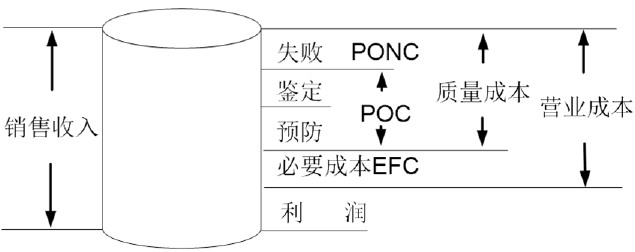 失败 PONC
鉴定
质量成本
POC
营业成本
销售收入
预防
必要成本EFC
利 润